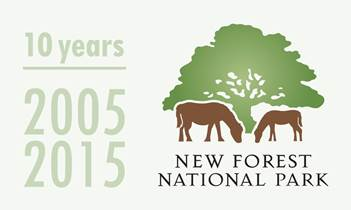 10 years
2005
2015
NEW FOREST
NATIONAL PARK